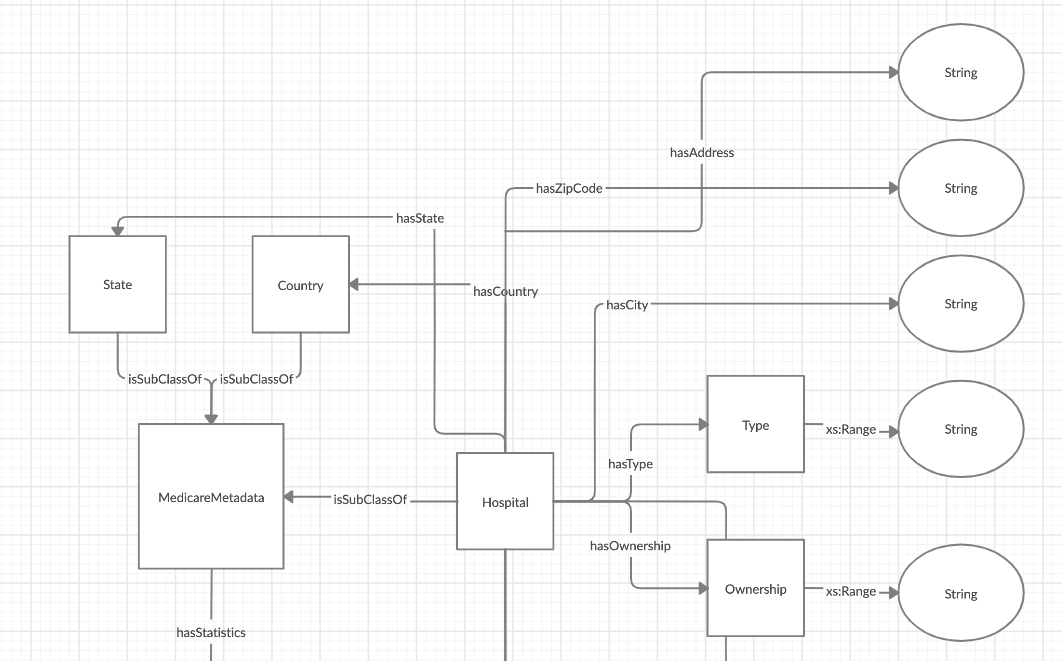 String
hasAddress
hasZipCode
String
hasState
State
Country
hasCountry
hasCity
String
isSubClassOf
isSubClassOf
Type
xs:Range
String
hasType
MedicareMetadata
isSubClassOf
Hospital
hasOwnership
Ownership
xs:Range
String
hasStatistics